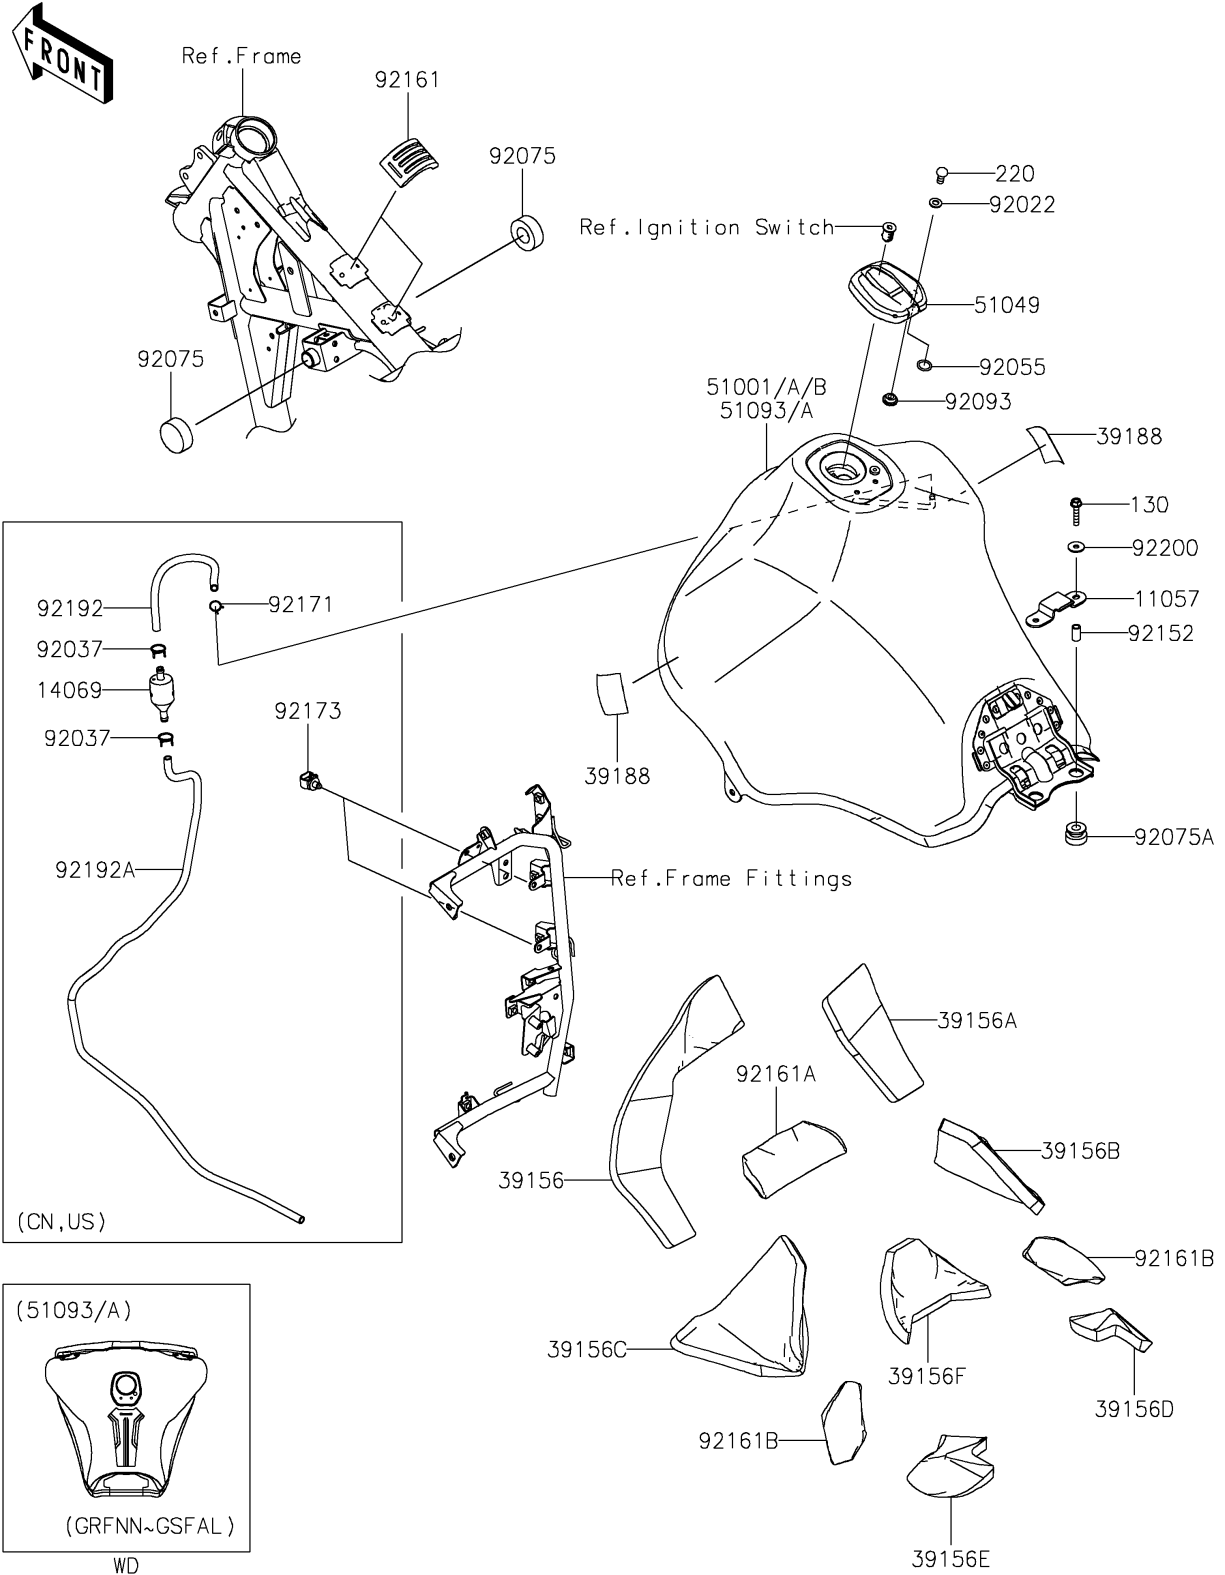 FRONT
Ref.Frame
92161
92075
220
92022
Ref.Ignition Switch
51049
92075
92055
51001/A/B
51093/A
92093
39188
130
92200
92192
92171
11057
92037
92152
14069
92173
92037
39188
92192A
92075A
Ref.Frame Fittings
39156A
92161A
39156B
39156
(CN,US)
92161B
(51093/A)
39156C
39156F
39156D
92161B
(GRFNN~GSFAL)
39156E
WD